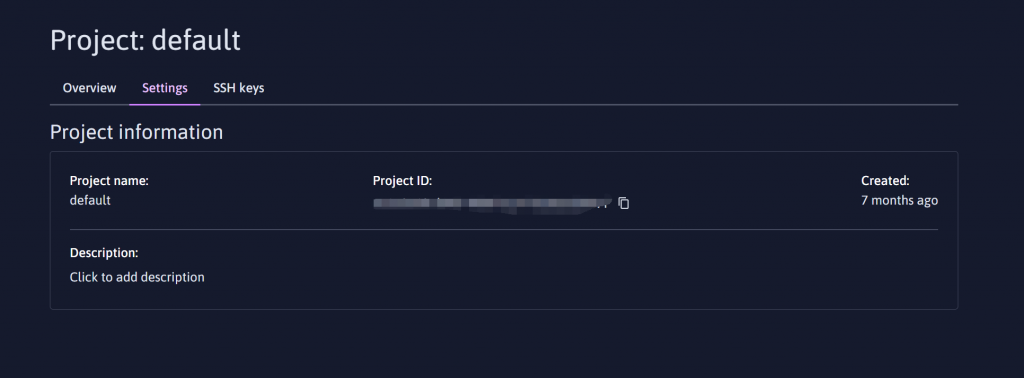 Project: default
Overview Settings SSH keys
Project information
Project name: Project ID: Created:
default 7 months ago
Description:
Click to add description